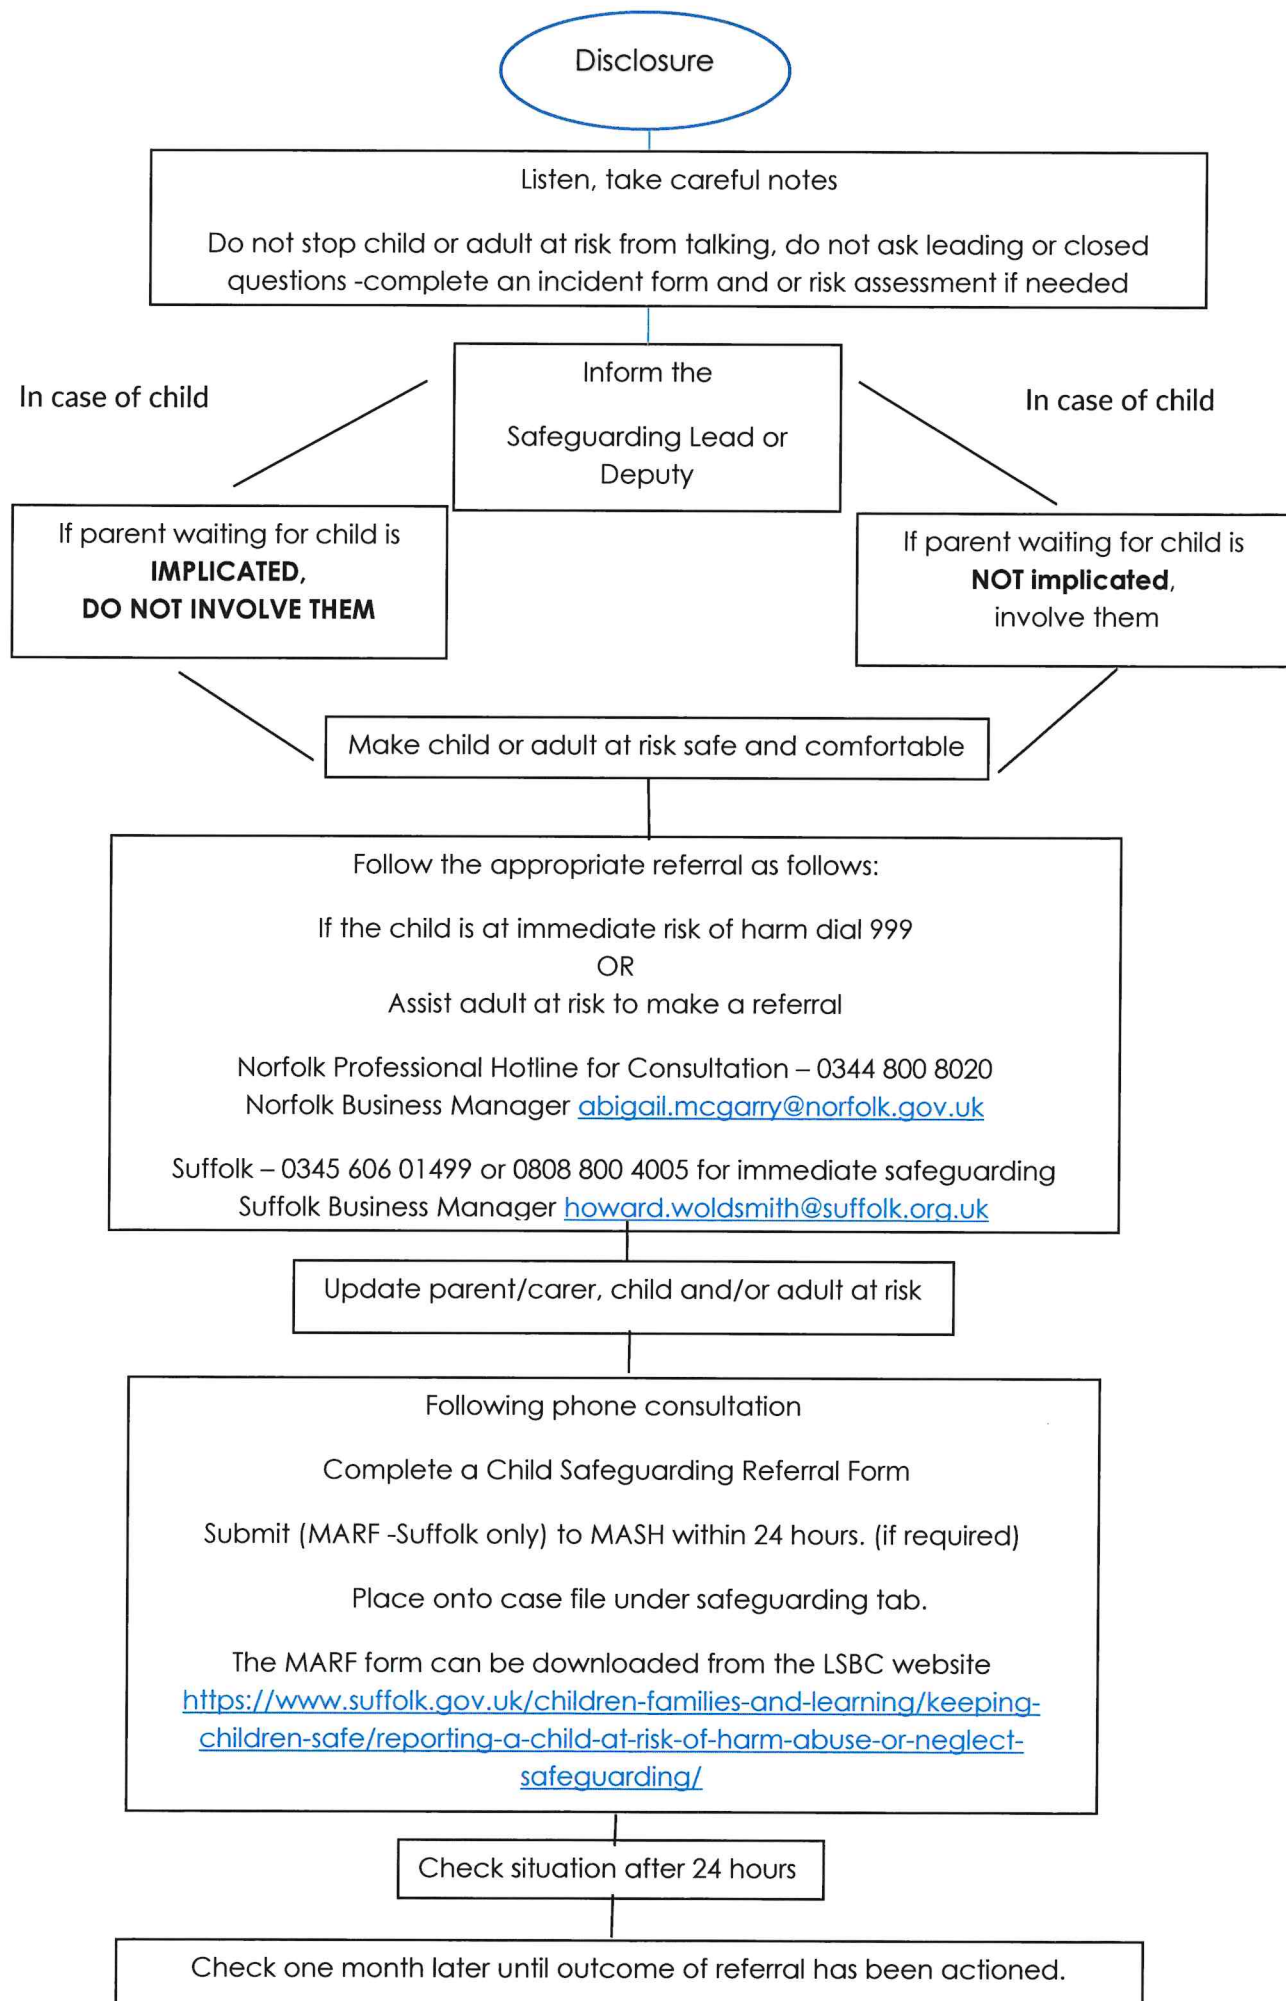 Disclosure
Listen, take careful notes
Do not stop child or adult at risk from talking, do not ask leading or closed
questions -complete an incident form and or risk assessment if needed
In case of child
Inform the
Safeguarding Lead or
Deputy
In case of child
If parent waiting for child is
IMPLICATED,
DO NOT INVOLVE THEM
If parent waiting for child is
NOT implicated,
involve them
Make child or adult at risk safe and comfortable
Follow the appropriate referral as follows:
If the child is at immediate risk of harm dial 999
OR
Assist adult at risk to make a referral
Norfolk Professional Hotline for Consultation – 0344 800 8020
Norfolk Business Manager abigail.mcgarry@norfolk.gov.uk
Suffolk – 0345 606 01499 or 0808 800 4005 for immediate safeguarding
Suffolk Business Manager howard.woldsmith@suffolk.org.uk
Update parent/carer, child and/or adult at risk
Following phone consultation
Complete a Child Safeguarding Referral Form
Submit (MARF -Suffolk only) to MASH within 24 hours. (if required)
Place onto case file under safeguarding tab.
The MARF form can be downloaded from the LSBC website
https://www.suffolk.gov.uk/children-families-and-learning/keeping-
children-safe/reporting-a-child-at-risk-of-harm-abuse-or-neglect-
safeguarding/
Check situation after 24 hours
Check one month later until outcome of referral has been actioned.